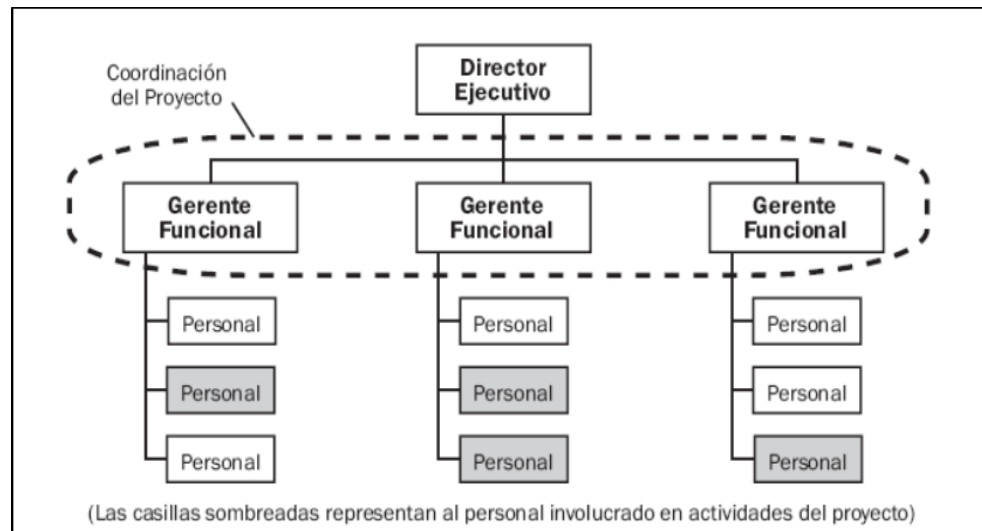 Coordinación
del Proyecto
Director
Ejecutivo
Gerente
Funcional
Gerente
Funcional
Gerente
Funcional
Personal
Personal
Personal
Personal
Personal
Personal
Personal
Personal
Personal
(Las casillas sombreadas representan al personal involucrado en actividades del proyecto)